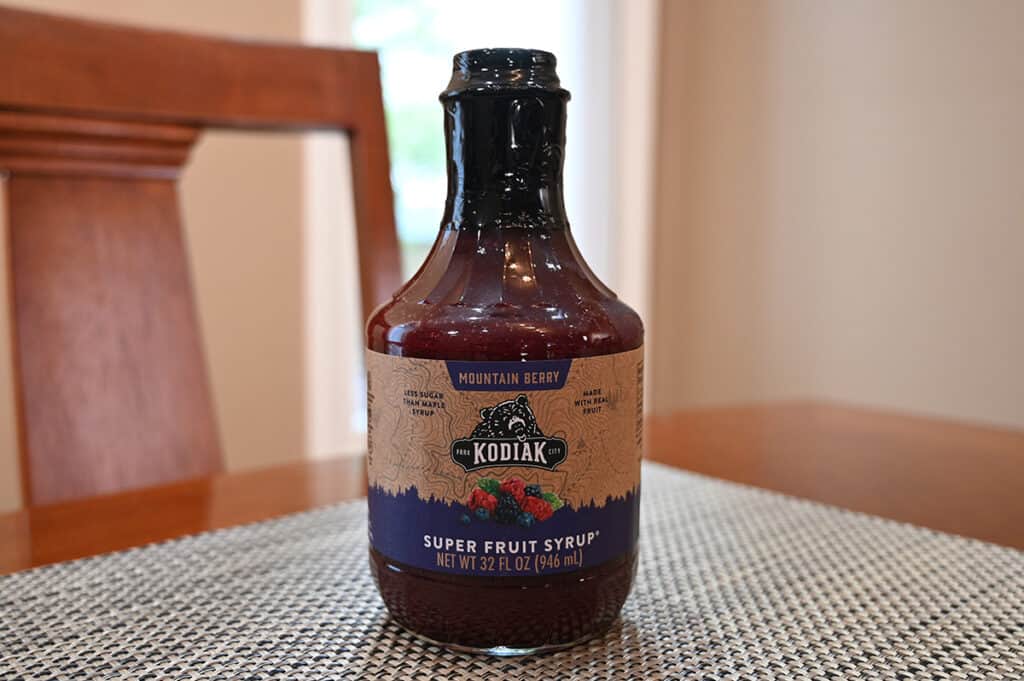 MOUNTAIN BERRY
LESS SUGAR
THAN MAPLE
SYRUP
MADE
WITH REAL
FRUIT
PARK CITY
KODIAK
SUPER FRUIT SYRUP®
NET WT 32 FL OZ (946 mL)